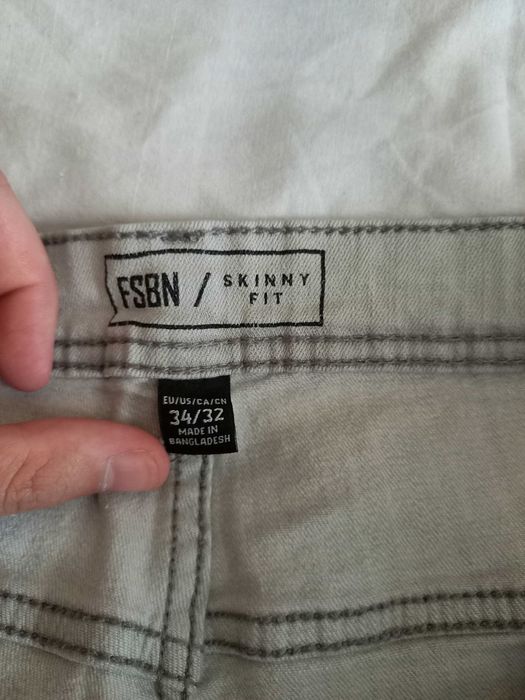 FSBN / SKINNY
FIT
EU/US/CA/CN
34/32
MADE IN
BANGLADESH